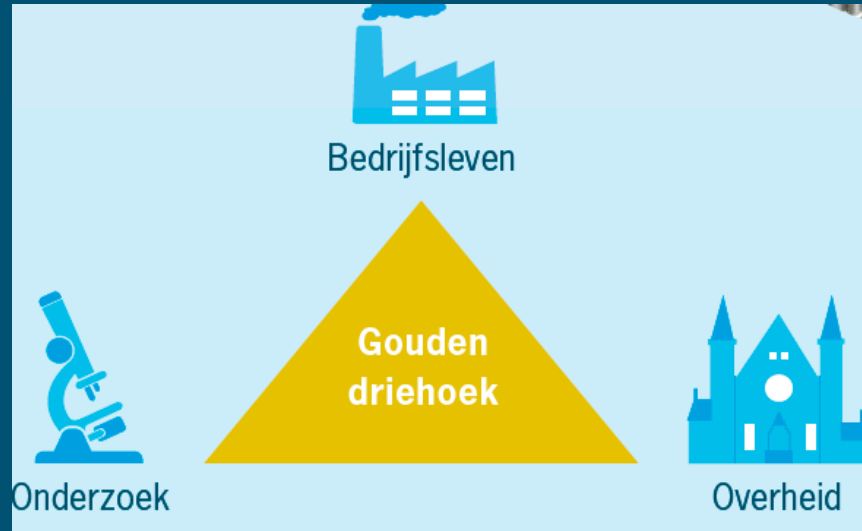 Bedrijfsleven
Gouden
driehoek
Onderzoek
Overheid